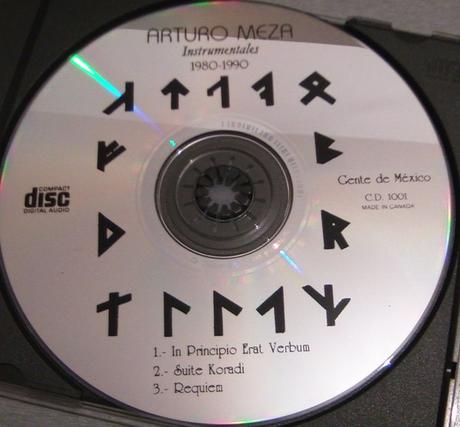 ARTURO MEZA
Instrumentales
1980-1990
Gente de México
C.D. 1001
MADE IN CANADA
COMPACT
disc
DIGITAL AUDIO
1.- In Principio Erat Verbum
2.- Suite Koradi
3.- Requiem